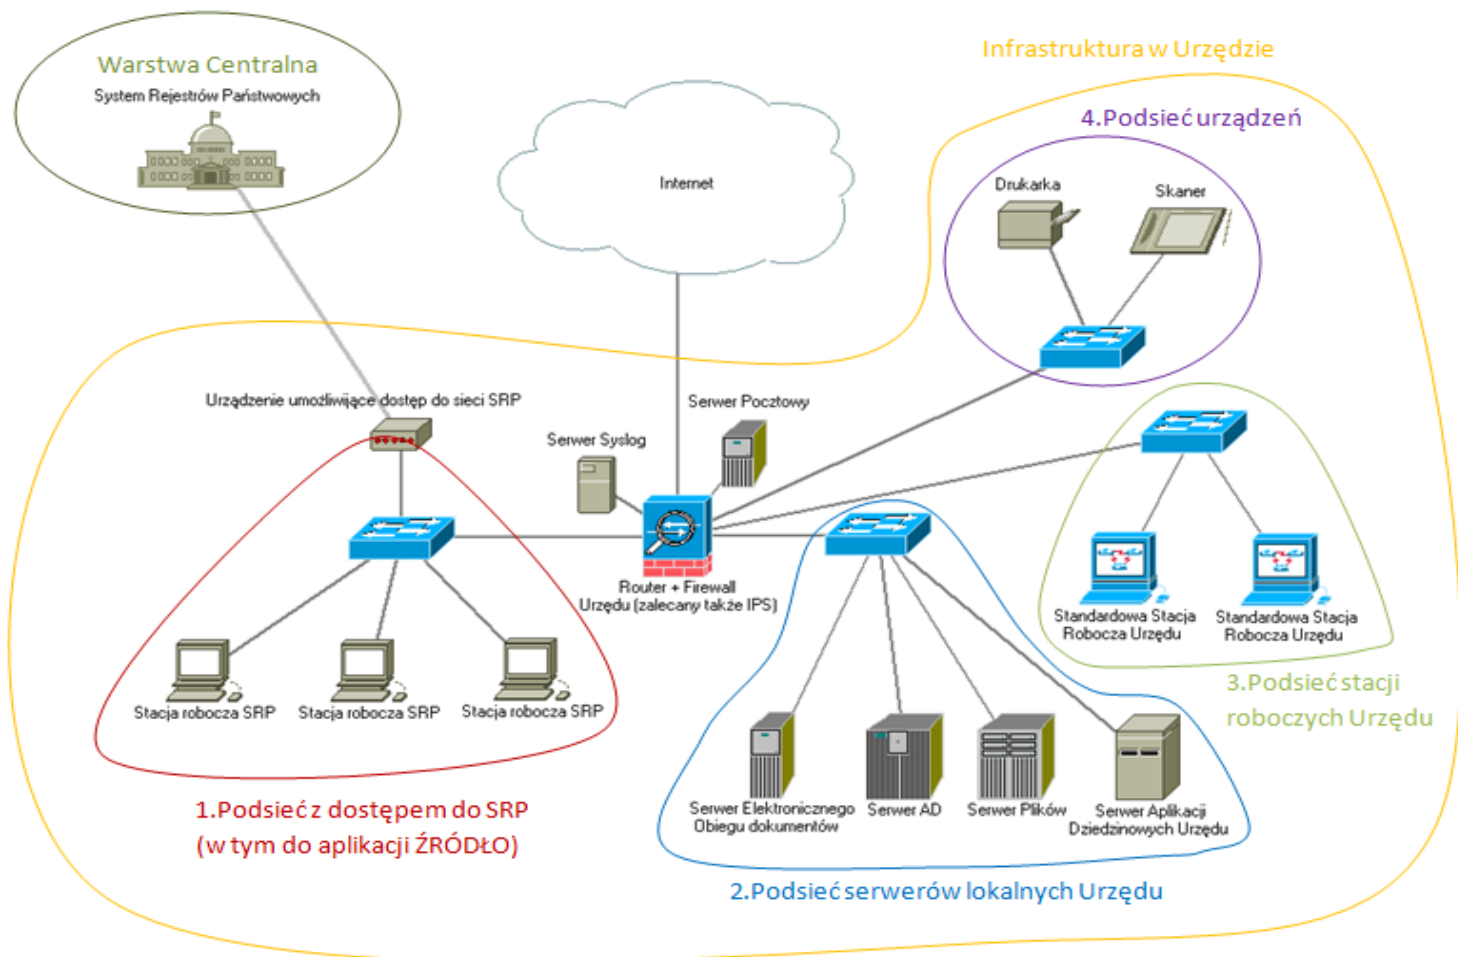 Warstwa Centralna
System Rejestrów Państwowych
Infrastruktura w Urzędzie
Internet
4.Podsieć urządzeń
Drukarka
Skaner
Urządzenie umożliwijące dostęp do sieci SRP
Serwer Syslog
Serwer Pocztowy
Router + Firewall
Urzędu (zalecany także IPS)
Stacja robocza SRP
Stacja robocza SRP
Stacja robocza SRP
1.Podsieć z dostępem do SRP
(w tym do aplikacji ŹRÓDŁO)
Standardowa Stacja
Robocza Urzędu
Standardowa Stacja
Robocza Urzędu
3.Podsieć stacji
roboczych Urzędu
Serwer Elektronicznego
Obiegu dokumentów
Serwer AD
Serwer Plików
Serwer Aplikacji
Dziedzinowych Urzędu
2.Podsieć serwerów lokalnych Urzędu